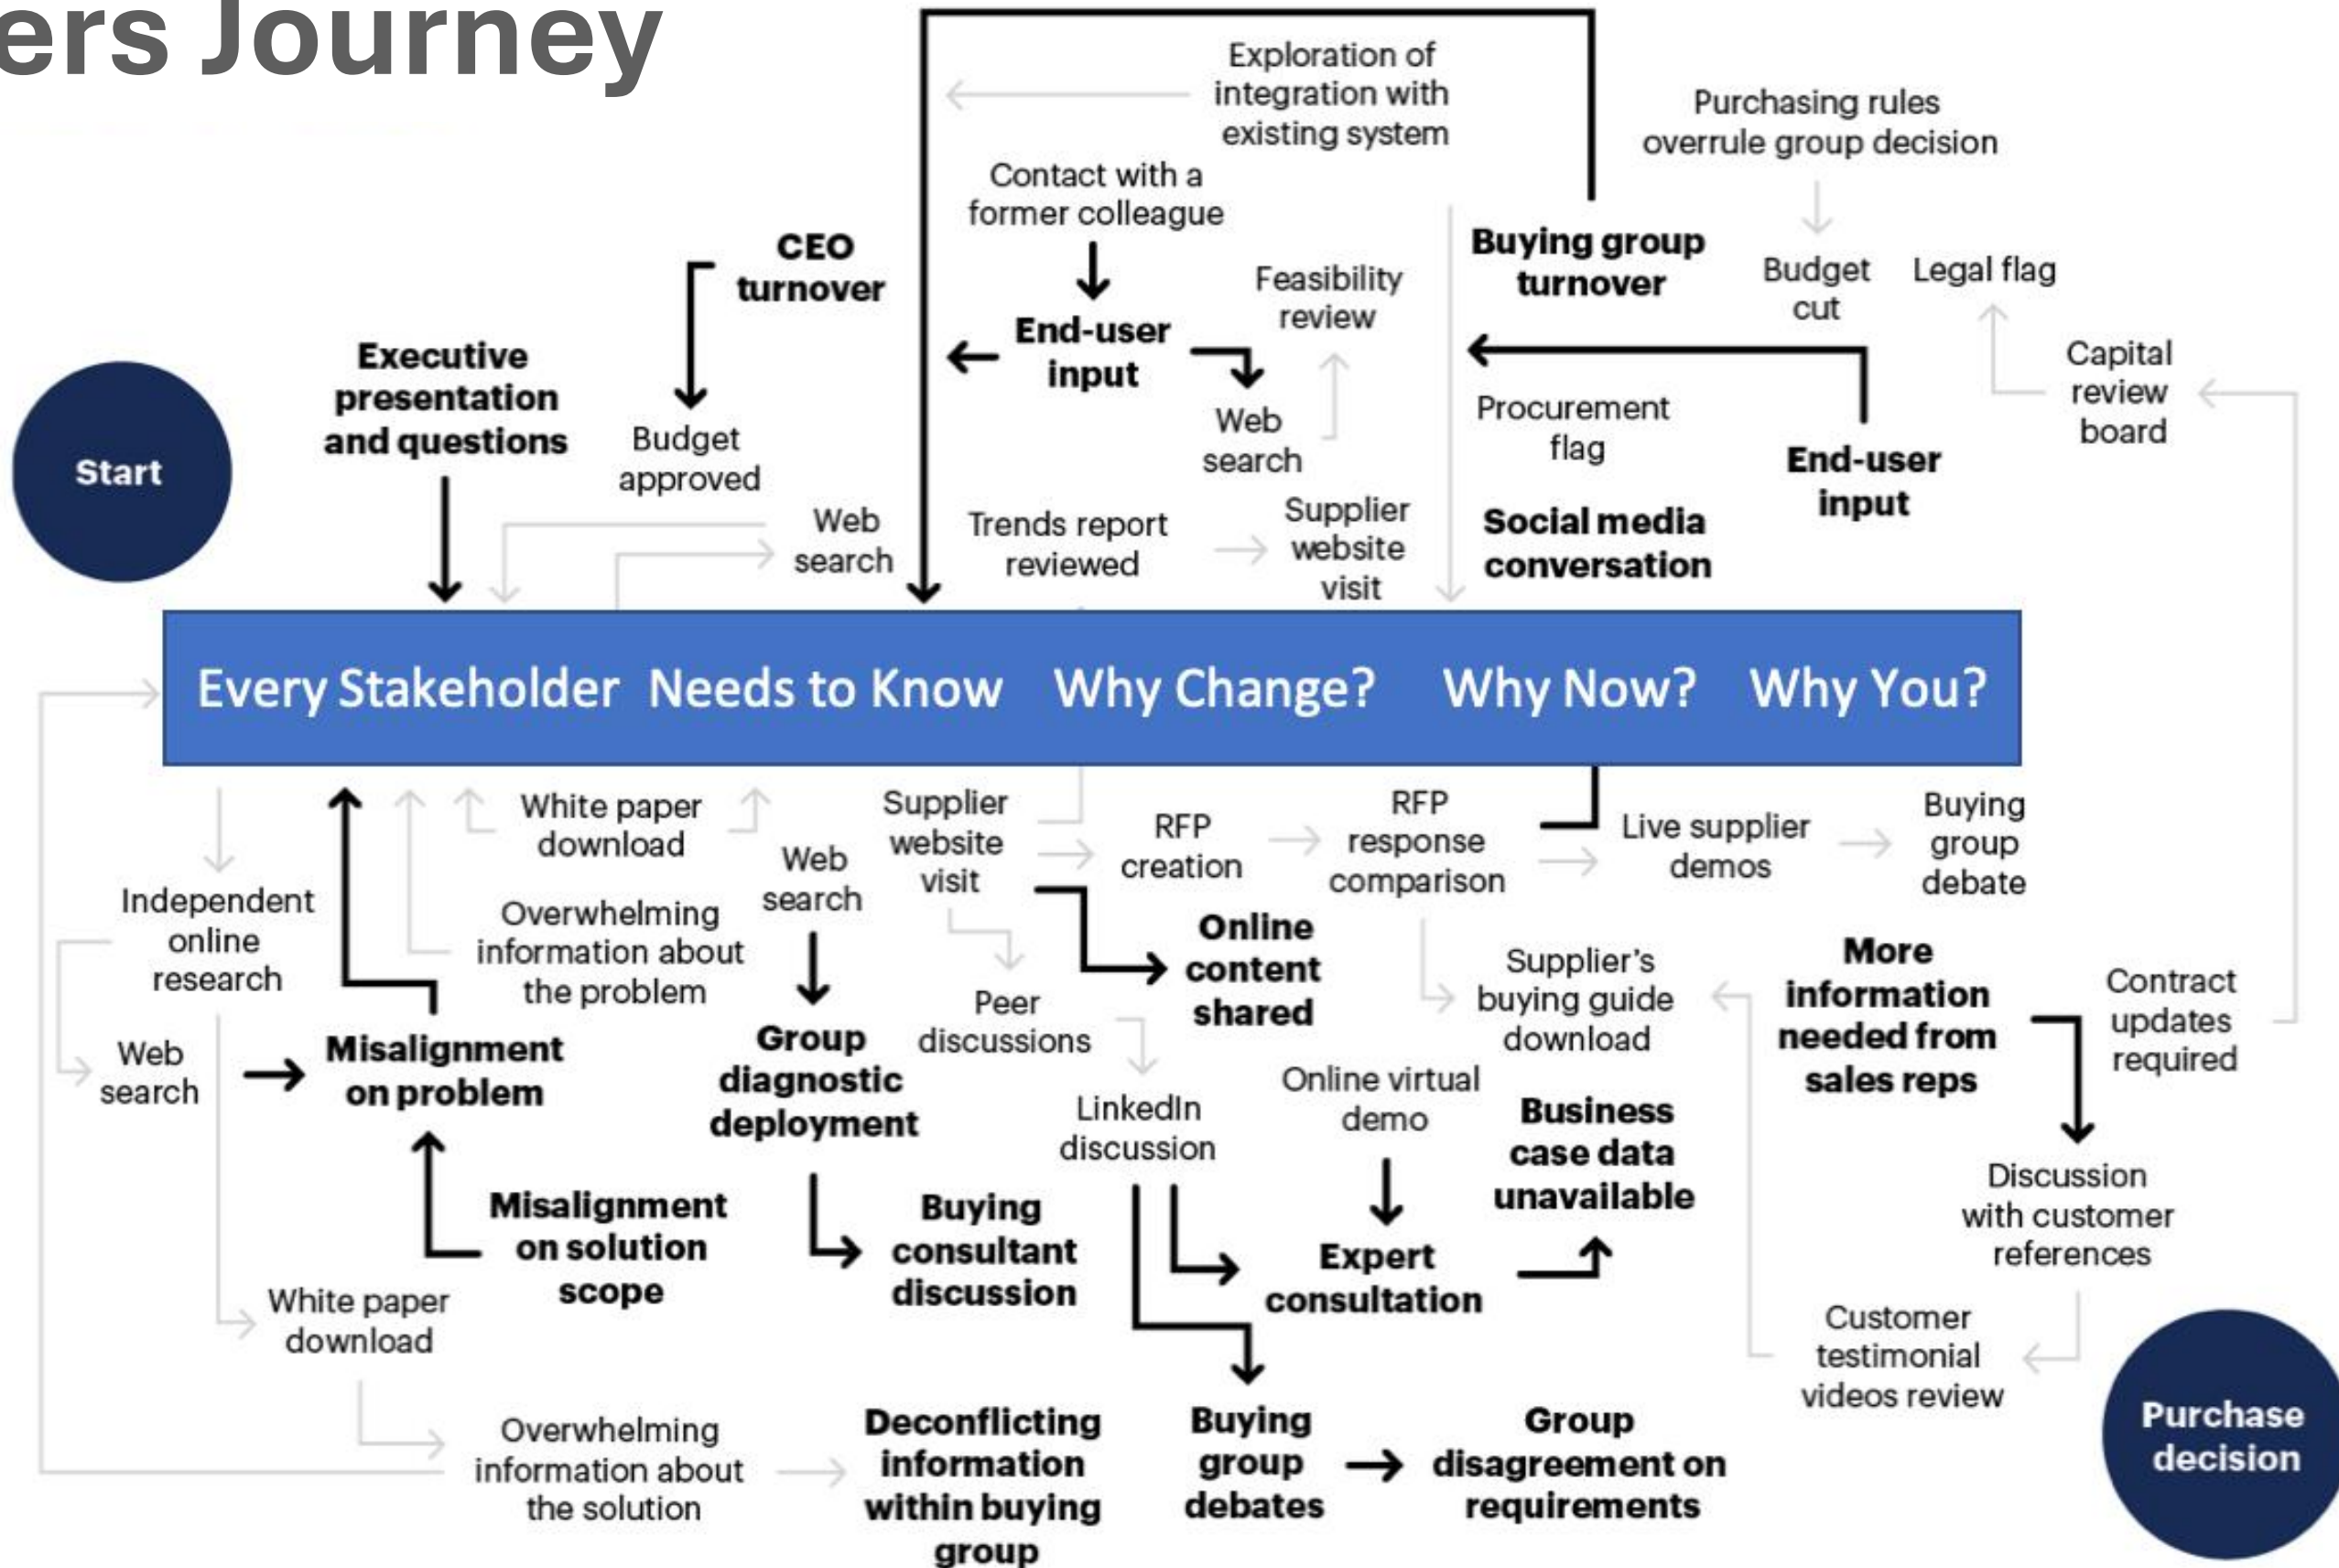 ers Journey
Exploration of
integration with
existing system
Purchasing rules
overrule group decision
Contact with a
former colleague
CEO
turnover
Buying group
turnover
Feasibility
review
Budget
cut
Legal flag
End-user
input
Executive
presentation
and questions
Capital
review
board
Budget
approved
Web
search
Procurement
flag
End-user
input
Start
Web
search
Trends report
reviewed
Supplier
website
visit
Social media
conversation
Every Stakeholder Needs to Know Why Change? Why Now? Why You?
White paper
download
Supplier
website
visit
RFP
creation
RFP
response
comparison
Live supplier
demos
Buying
group
debate
Web
search
Independent
online
research
Overwhelming
information about
the problem
Online
content
shared
Supplier's
buying guide
download
More
information
needed from
sales reps
Contract
updates
required
Peer
discussions
Web
search
Misalignment
on problem
Group
diagnostic
deployment
LinkedIn
discussion
Online virtual
demo
Business
case data
unavailable
Discussion
with customer
references
Misalignment
on solution
scope
Buying
consultant
discussion
Expert
consultation
White paper
download
Customer
testimonial
videos review
Purchase
decision
Overwhelming
information about
the solution
Deconflicting
information
within buying
group
Buying
group
debates
Group
disagreement on
requirements